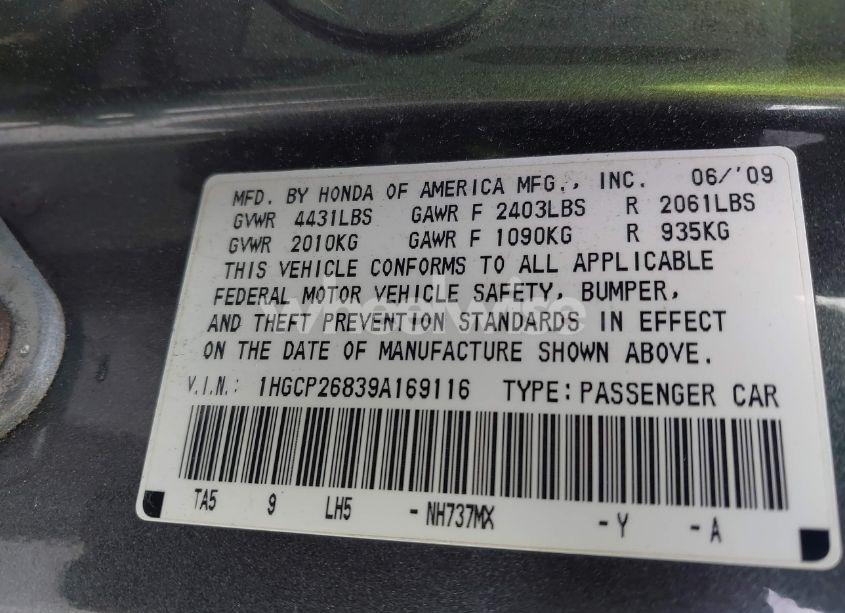 MFD. BY HONDA OF AMERICA MFG., INC. 06/'09
GVWR 4431LBS GAWR F 2403LBS R 2061LBS
GVWR 2010KG GAWR F 1090KG R 935KG
THIS VEHICLE CONFORMS TO ALL APPLICABLE
FEDERAL MOTOR VEHICLE SAFETY, BUMPER,
AND THEFT PREVENTION STANDARDS IN EFFECT
ON THE DATE OF MANUFACTURE SHOWN ABOVE.
V.I.N.: 1HGCP26839A169116 TYPE: PASSENGER CAR
TA5 9 LH5 - NH737MX - Y - A